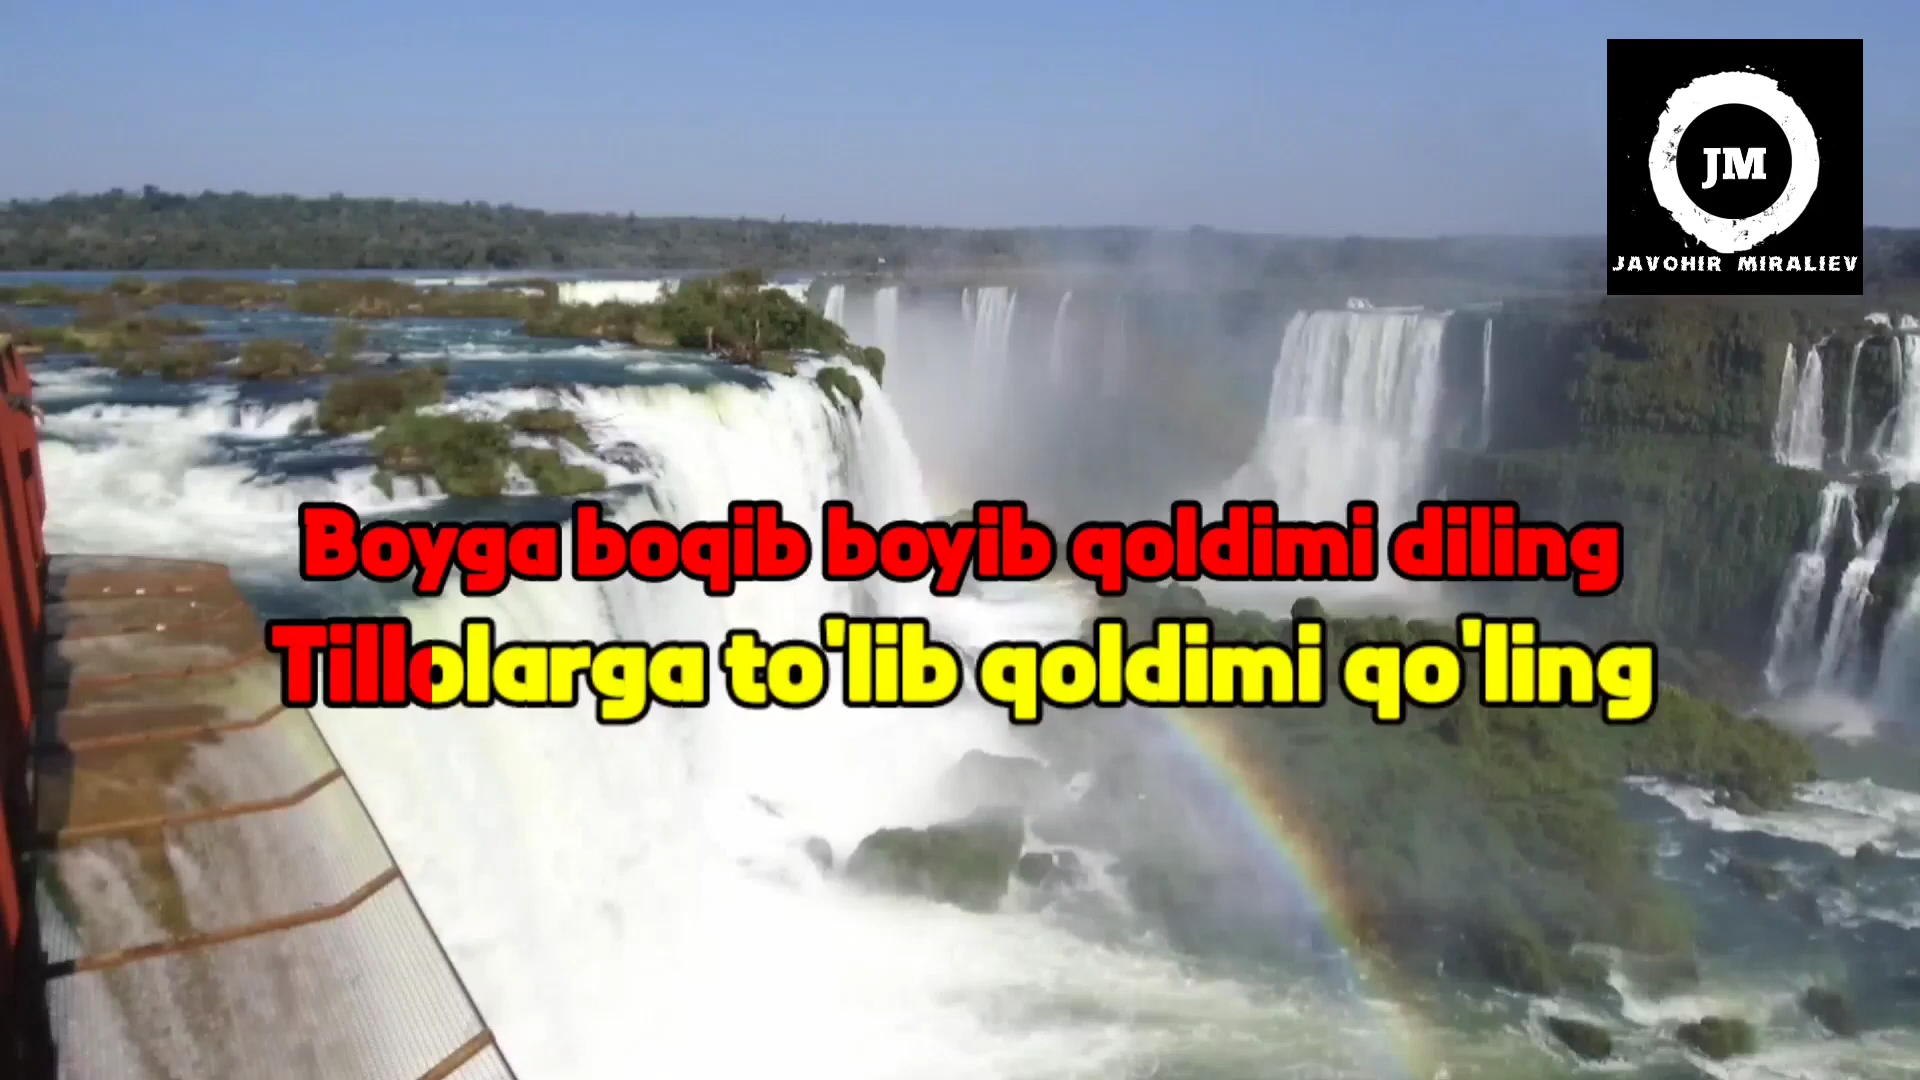 JM
JAVOHIR MIRALIEV
Boyga boqib boyib qoldimi diling
Tillolarga to'lib qoldimi qo'ling